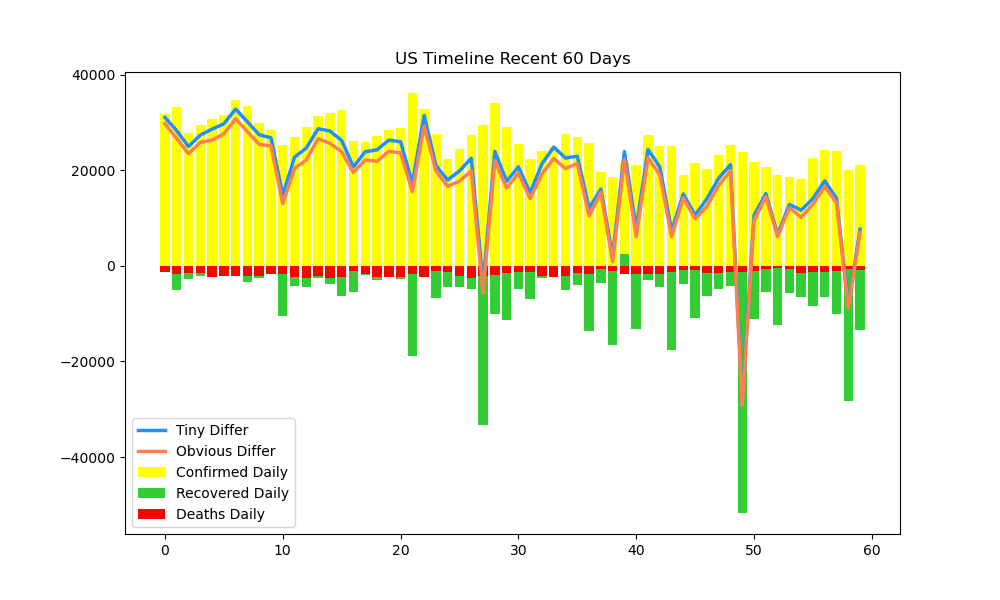 US Timeline Recent 60 Days
40000
20000
0
−20000
−40000
Tiny Differ
Obvious Differ
Confirmed Daily
Recovered Daily
Deaths Daily
0 10 20 30 40 50 60